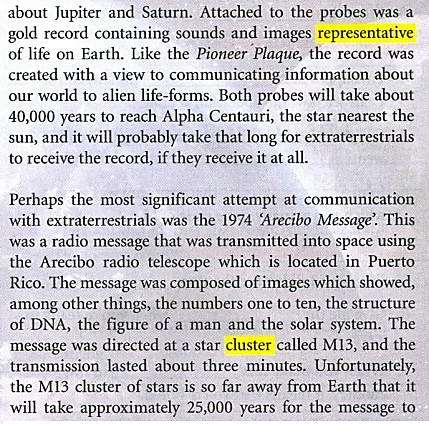 about Jupiter and Saturn. Attached to the probes was a
gold record containing sounds and images representative
of life on Earth. Like the Pioneer Plaque, the record was
created with a view to communicating information about
our world to alien life-forms. Both probes will take about
40,000 years to reach Alpha Centauri, the star nearest the
sun, and it will probably take that long for extraterrestrials
to receive the record, if they receive it at all.
Perhaps the most significant attempt at communication
with extraterrestrials was the 1974 'Arecibo Message'. This
was a radio message that was transmitted into space using
the Arecibo radio telescope which is located in Puerto
Rico. The message was composed of images which showed,
among other things, the numbers one to ten, the structure
of DNA, the figure of a man and the solar system. The
message was directed at a star cluster called M13, and the
transmission lasted about three minutes. Unfortunately,
the M13 cluster of stars is so far away from Earth that it
will take approximately 25,000 years for the message to